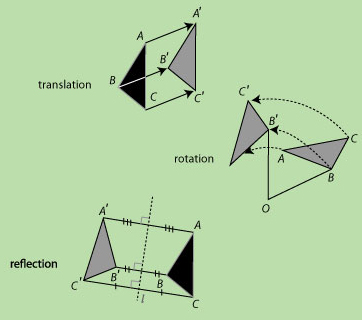 A'
A
B'
translation
B
C
C'
C'
B'
C
rotation
A
B
O
A'
A
reflection
B'
B
C'
l
C